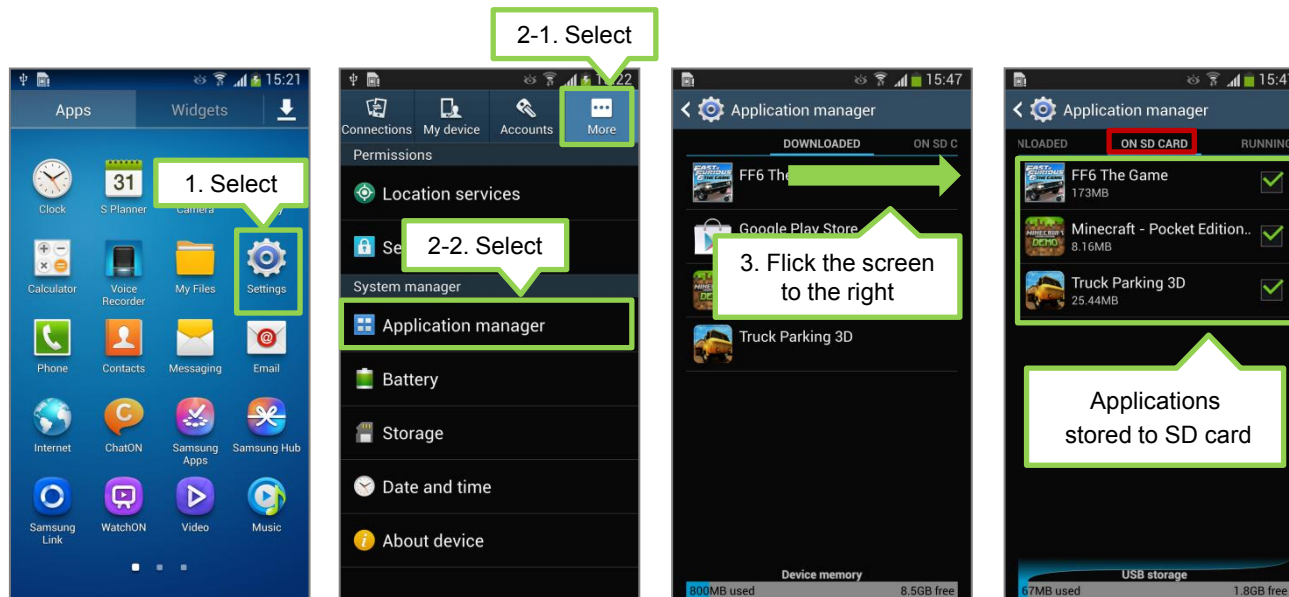 2-1. Select
15:21
Apps
Widgets
1. Select
Clock
S Planner
Camera
Calculator
Voice
Recorder
My Files
Settings
Phone
Contacts
Messaging
Email
Internet
ChatON
Samsung
Apps
Samsung Hub
Samsung
Link
WatchON
Video
Music
Connections
My device
Accounts
More
Permissions
Location services
2-2. Select
System manager
Application manager
Battery
Storage
Date and time
About device
15:47
Application manager
DOWNLOADED
ON SD C
FF6 The
Google Play Store
3. Flick the screen
to the right
Truck Parking 3D
Device memory
800MB used
8.5GB free
15:47
Application manager
NLOADED
ON SD CARD
RUNNING
FF6 The Game
173MB
Minecraft - Pocket Edition..
8.16MB
Truck Parking 3D
25.44MB
Applications
stored to SD card
USB storage
67MB used
1.8GB free